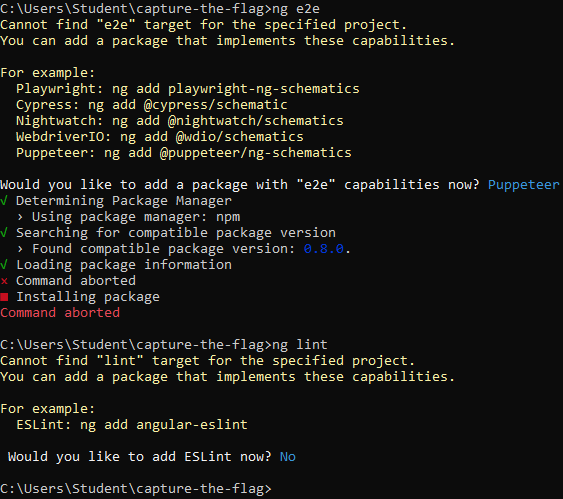 C:\Users\Student\capture-the-flag>ng e2e
Cannot find "e2e" target for the specified project.
You can add a package that implements these capabilities.
For example:
Playwright: ng add playwright-ng-schematics
Cypress: ng add @cypress/schematic
Nightwatch: ng add @nightwatch/schematics
WebdriverIO: ng add @wdio/schematics
Puppeteer: ng add @puppeteer/ng-schematics
Would you like to add a package with "e2e" capabilities now? Puppeteer
√ Determining Package Manager
› Using package manager: npm
√ Searching for compatible package version
› Found compatible package version: 0.8.0.
√ Loading package information
× Command aborted
■ Installing package
Command aborted
C:\Users\Student\capture-the-flag>ng lint
Cannot find "lint" target for the specified project.
You can add a package that implements these capabilities.
For example:
ESLint: ng add angular-eslint
Would you like to add ESLint now? No
C:\Users\Student\capture-the-flag>